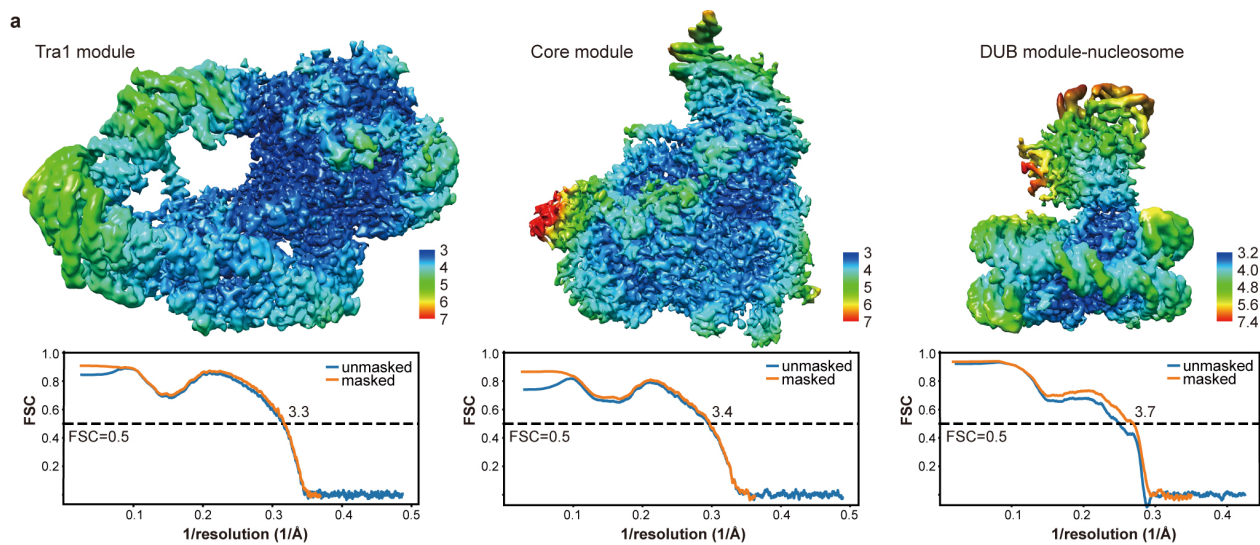 a
Tra1 module
Core module
DUB module-nucleosome
3
4
5
6
7
3
4
5
6
7
3.2
4.0
4.8
5.6
7.4
1.0
0.8
0.6
0.4
0.2
FSC
unmasked
masked
3.3
FSC=0.5
0.1
0.2
0.3
0.4
0.5
1/resolution (1/Å)
1.0
0.8
0.6
0.4
0.2
FSC
unmasked
masked
3.4
FSC=0.5
0.1
0.2
0.3
0.4
0.5
1/resolution (1/Å)
1.0
0.8
0.6
0.4
0.2
FSC
unmasked
masked
3.7
FSC=0.5
0.1
0.2
0.3
0.4
1/resolution (1/Å)